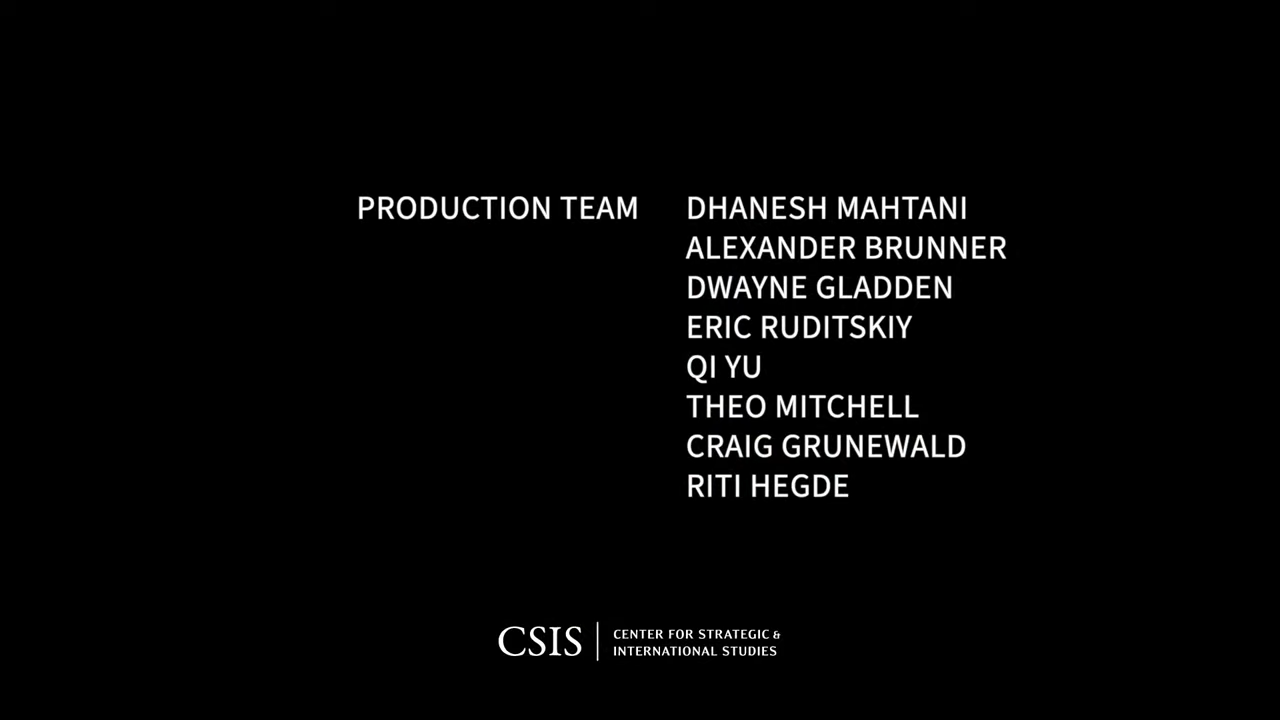 PRODUCTION TEAM DHANESH MAHTANI
ALEXANDER BRUNNER
DWAYNE GLADDEN
ERIC RUDITSKIY
QI YU
THEO MITCHELL
CRAIG GRUNEWALD
RITI HEGDE
CSIS CENTER FOR STRATEGIC &
INTERNATIONAL STUDIES